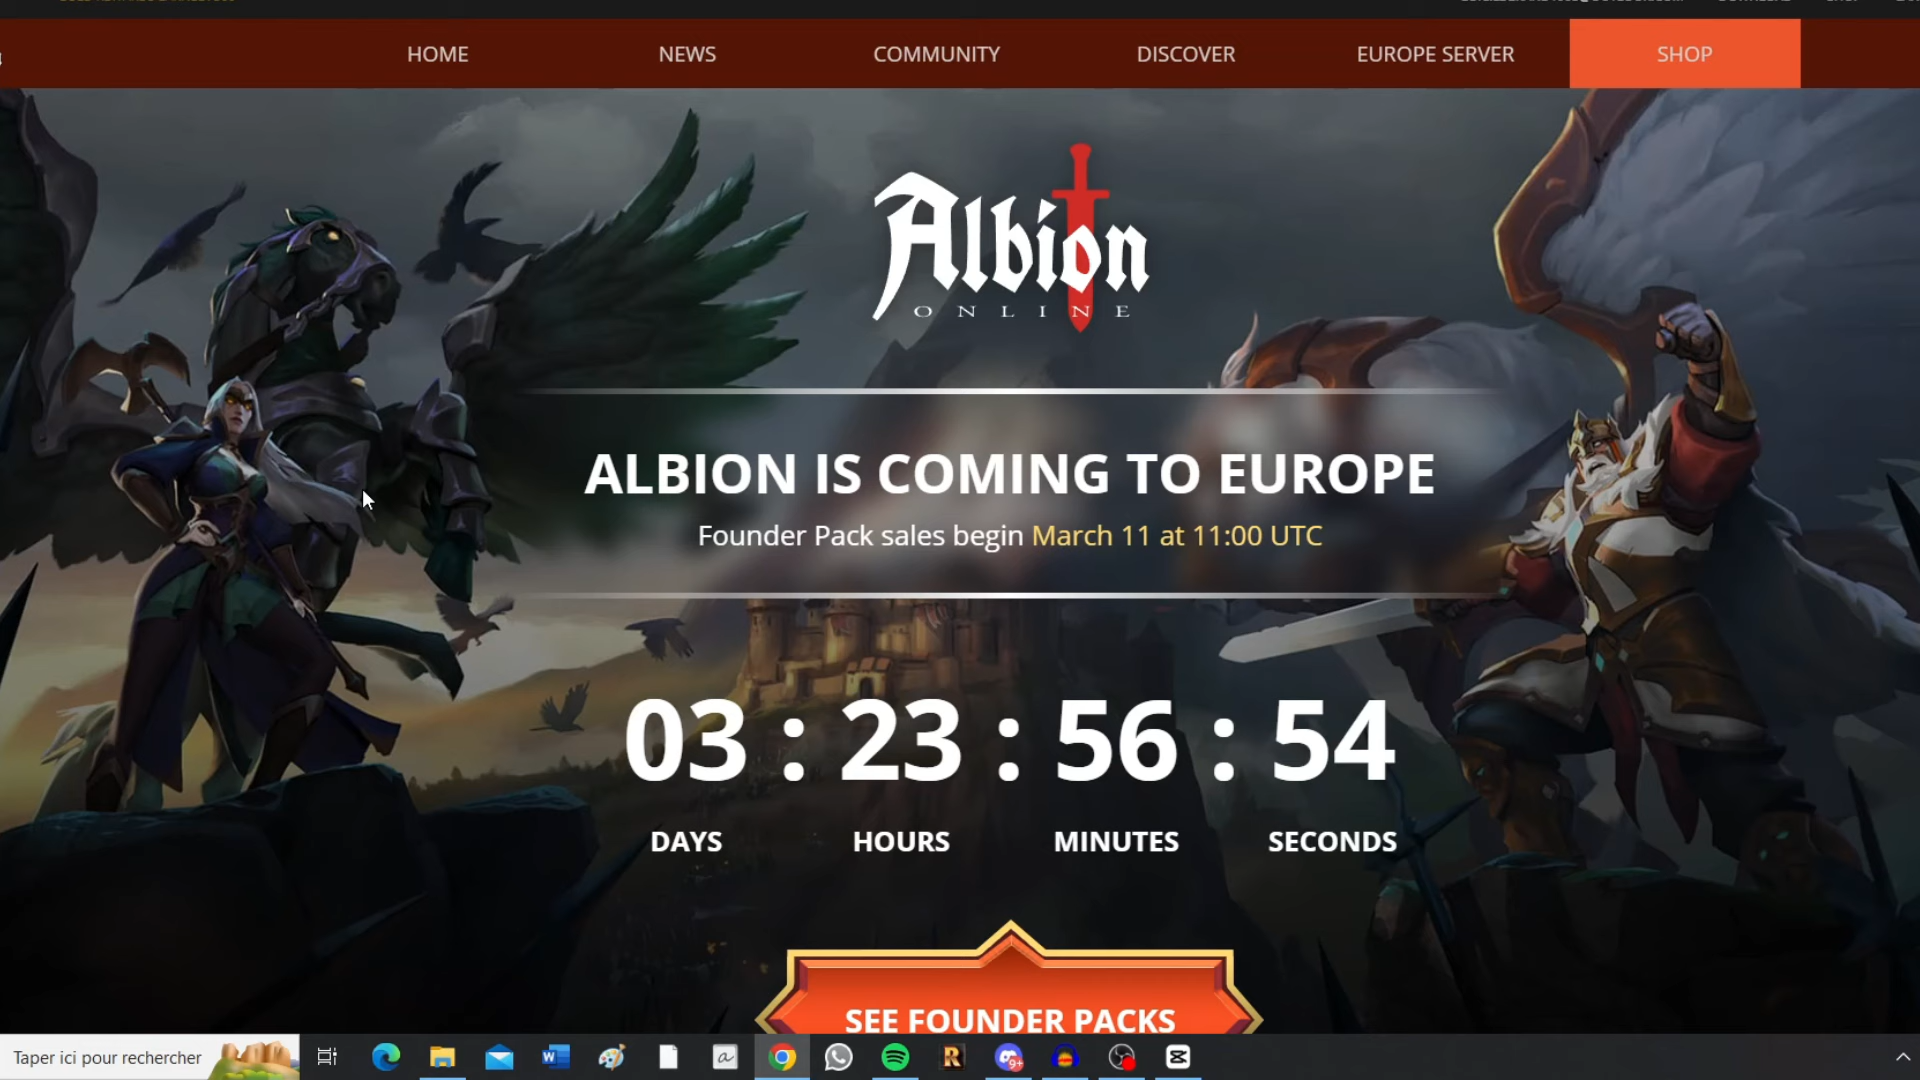 HOME NEWS COMMUNITY DISCOVER EUROPE SERVER SHOP
Albion
ONLINE
ALBION IS COMING TO EUROPE
Founder Pack sales begin March 11 at 11:00 UTC
03 : 23 : 56 : 54
DAYS HOURS MINUTES SECONDS
SEE FOUNDER PACKS
Taper ici pour rechercher
9+